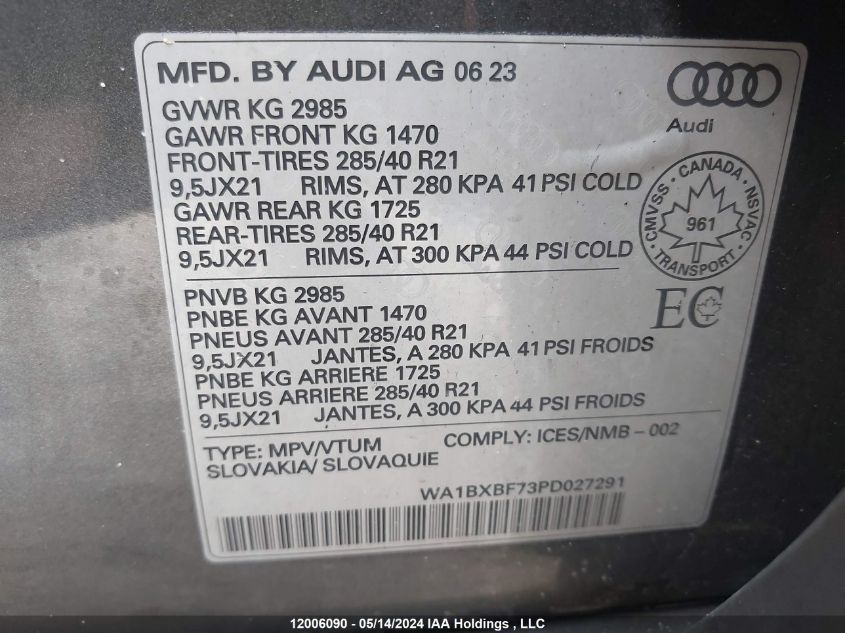 MFD. BY AUDI AG 06 23
Audi
GVWR KG 2985
GAWR FRONT KG 1470
FRONT-TIRES 285/40 R21
9,5JX21 RIMS, AT 280 KPA 41 PSI COLD
GAWR REAR KG 1725
REAR-TIRES 285/40 R21
9,5JX21 RIMS, AT 300 KPA 44 PSI COLD
CMVSS · CANADA · NSVAC · TRANSPORT ·
961
PNVB KG 2985
PNBE KG AVANT 1470
PNEUS AVANT 285/40 R21
9,5JX21 JANTES, A 280 KPA 41 PSI FROIDS
PNBE KG ARRIERE 1725
PNEUS ARRIERE 285/40 R21
9,5JX21 JANTES, A 300 KPA 44 PSI FROIDS
EC
TYPE: MPV/VTUM COMPLY: ICES/NMB – 002
SLOVAKIA/ SLOVAQUIE
WA1BXBF73PD027291
12006090 - 05/14/2024 IAA Holdings , LLC